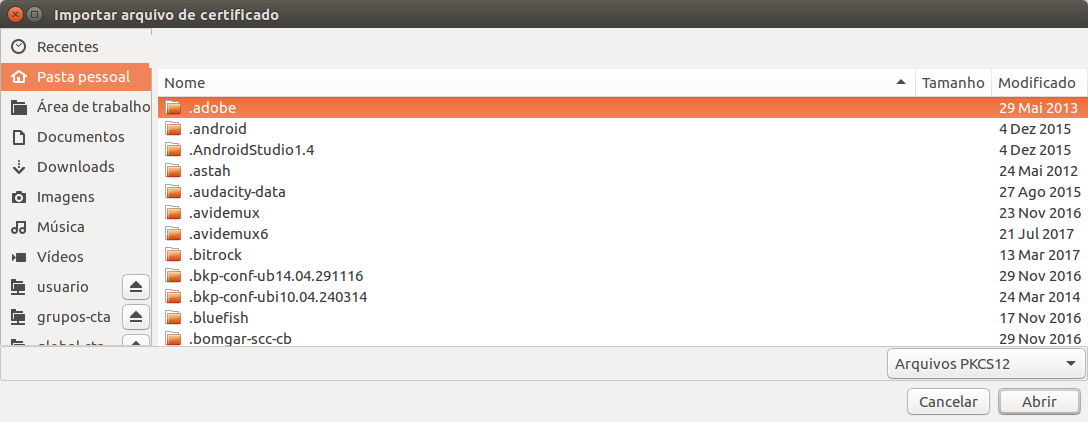 Importar arquivo de certificado
Recentes
Pasta pessoal
Área de trabalho
Documentos
Downloads
Imagens
Música
Vídeos
usuario
grupos-cta
global-cta
Nome Tamanho Modificado
.adobe 29 Mai 2013
.android 4 Dez 2015
.AndroidStudio1.4 4 Dez 2015
.astah 24 Mai 2012
.audacity-data 27 Ago 2015
.avidemux 23 Nov 2016
.avidemux6 21 Jul 2017
.bitrock 13 Mar 2017
.bkp-conf-ub14.04.291116 29 Nov 2016
.bkp-conf-ubi10.04.240314 24 Mar 2014
.bluefish 17 Nov 2016
.bomgar-scc-cb 29 Nov 2016
Arquivos PKCS12
Cancelar Abrir